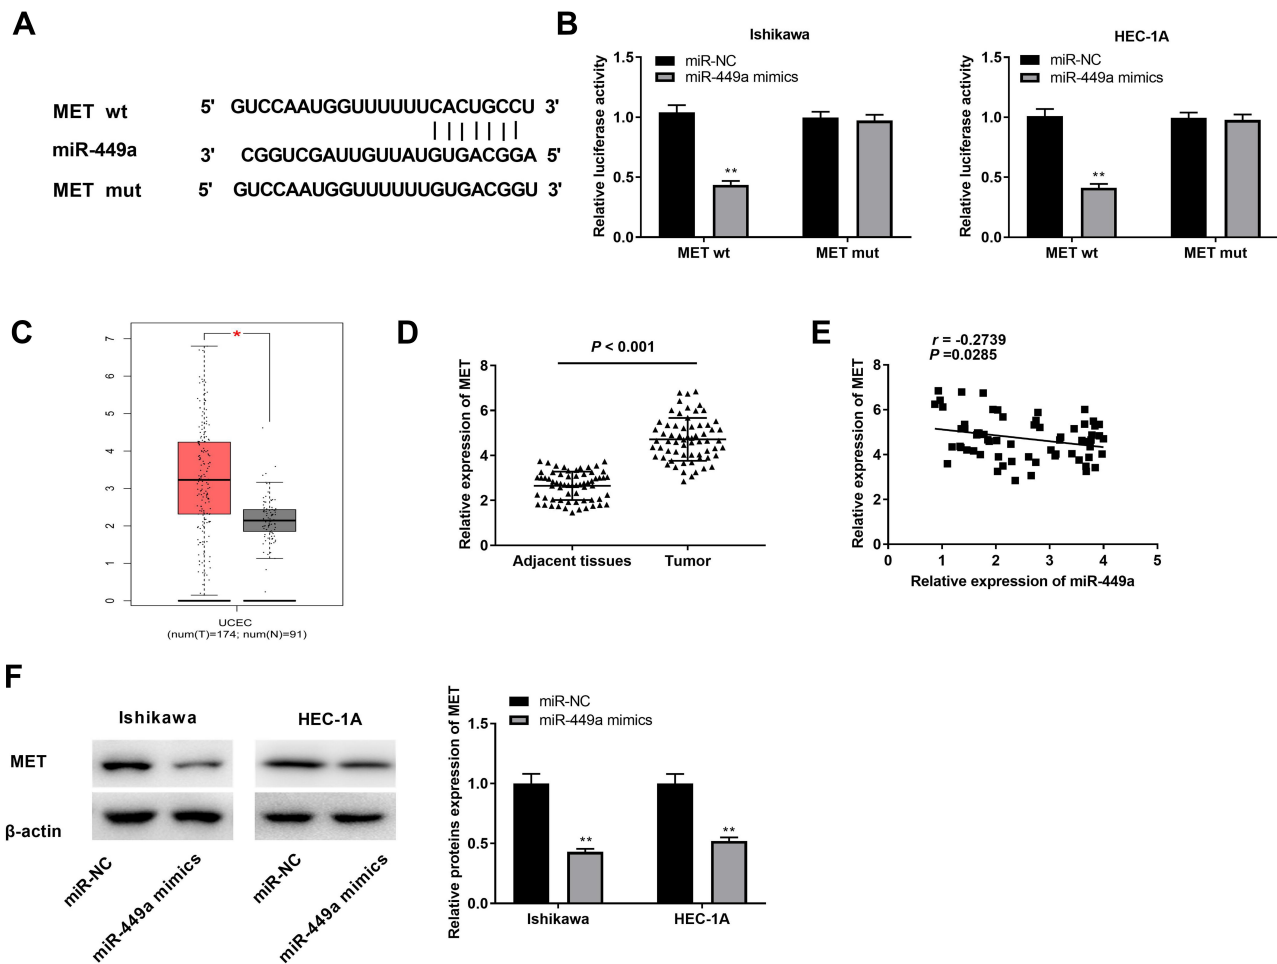 A
MET wt 5' GUCCAAUGGUUUUUUCACUGCCU 3'
miR-449a 3' CGGUCGAUUGUUAUGUGACGGA 5'
MET mut 5' GUCCAAUGGUUUUUUGUGACGGU 3'
B
Ishikawa
miR-NC
miR-449a mimics
Relative luciferase activity
1.5
1.0
0.5
0.0
**
MET wt MET mut
HEC-1A
miR-NC
miR-449a mimics
Relative luciferase activity
1.5
1.0
0.5
0.0
**
MET wt MET mut
C
*
7
6
5
4
3
2
1
0
UCEC
(num(T)=174; num(N)=91)
D
P < 0.001
Relative expression of MET
8
6
4
2
0
Adjacent tissues Tumor
E
r = -0.2739
P =0.0285
Relative expression of MET
8
6
4
2
0
0 1 2 3 4 5
Relative expression of miR-449a
F
Ishikawa HEC-1A
MET
β-actin
miR-NC
miR-449a mimics
miR-NC
miR-449a mimics
miR-NC
miR-449a mimics
Relative proteins expression of MET
1.5
1.0
0.5
0.0
**
**
Ishikawa HEC-1A